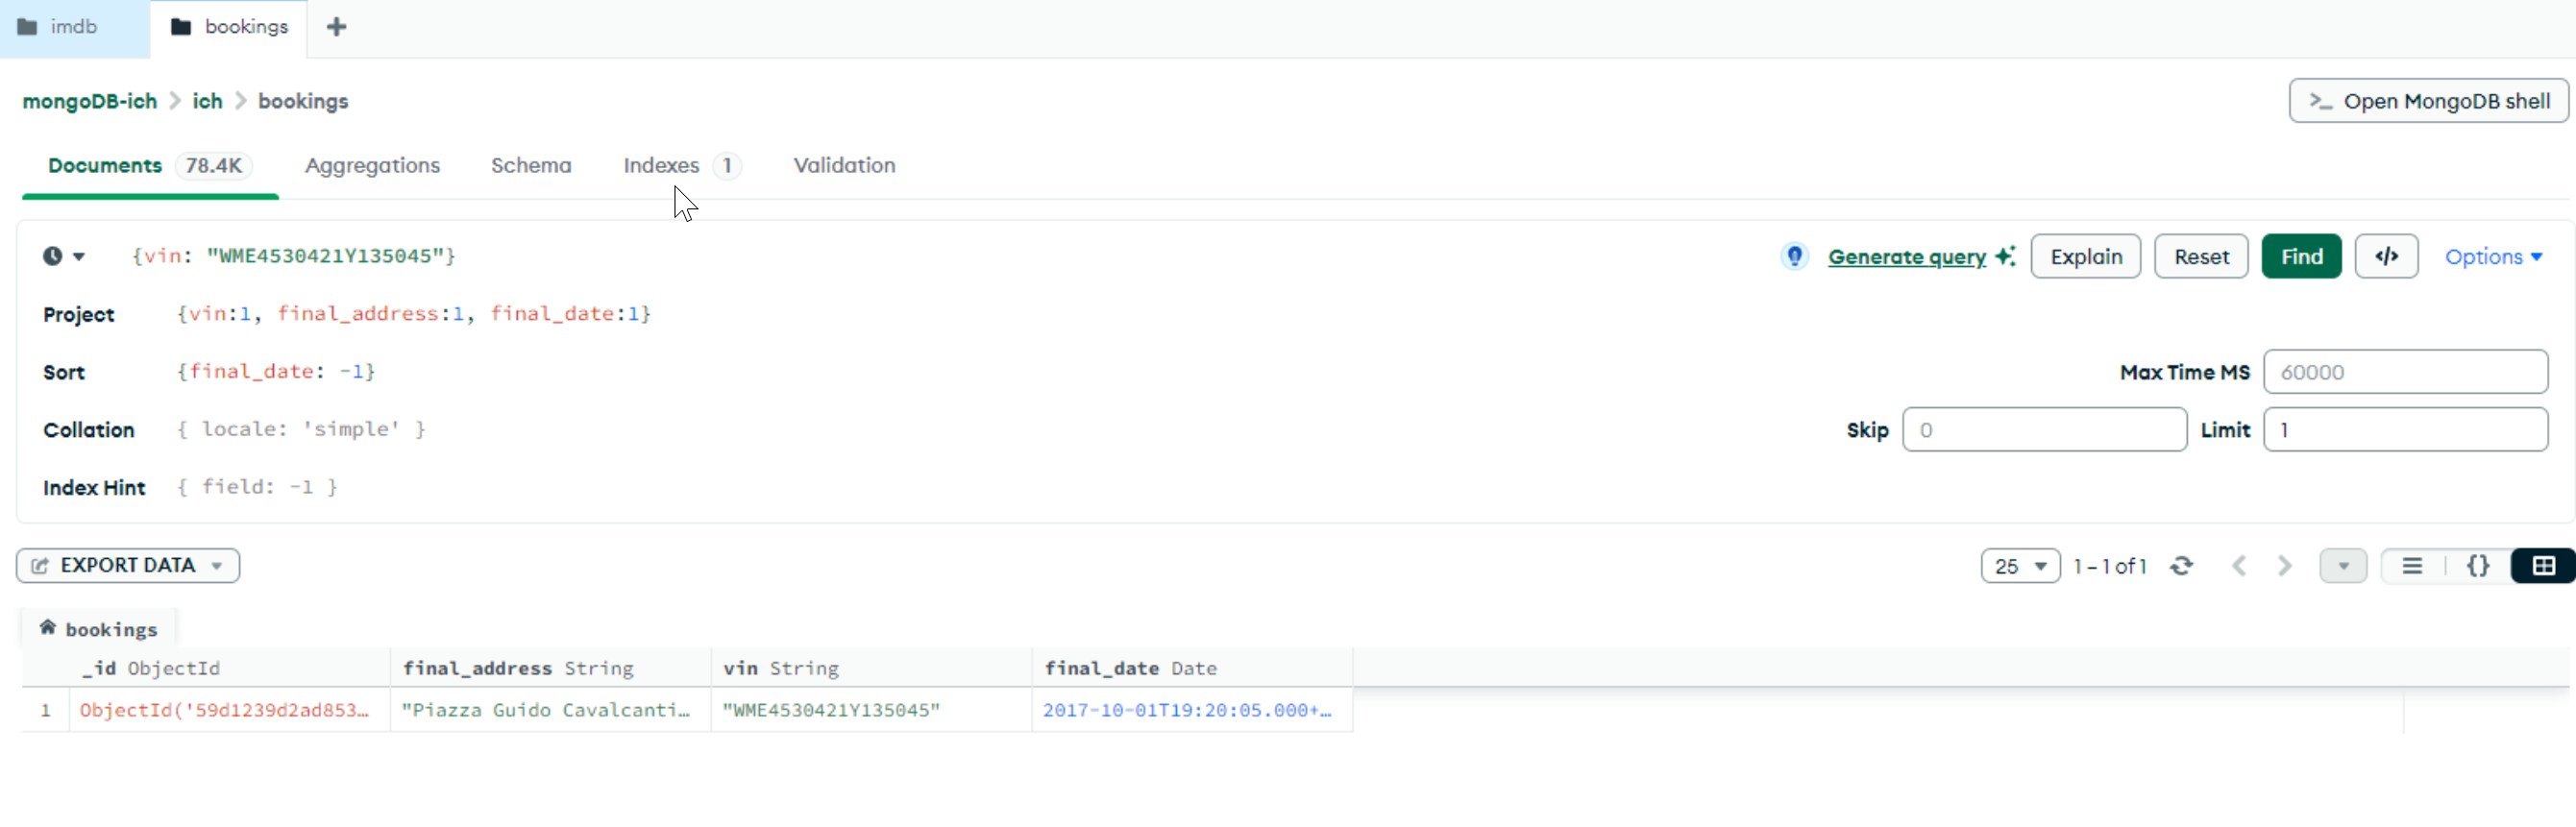 imdb bookings +
mongoDB-ich > ich > bookings >_ Open MongoDB shell
Documents 78.4K Aggregations Schema Indexes 1 Validation
{vin: "WME4530421Y135045"} Generate query Explain Reset Find </> Options
Project {vin:1, final_address:1, final_date:1}
Sort {final_date: -1} Max Time MS 60000
Collation { locale: 'simple' } Skip 0 Limit 1
Index Hint { field: -1 }
EXPORT DATA 25 1 – 1 of 1 {}
bookings
_id ObjectId final_address String vin String final_date Date
1 ObjectId('59d1239d2ad853… "Piazza Guido Cavalcanti… "WME4530421Y135045" 2017-10-01T19:20:05.000+…